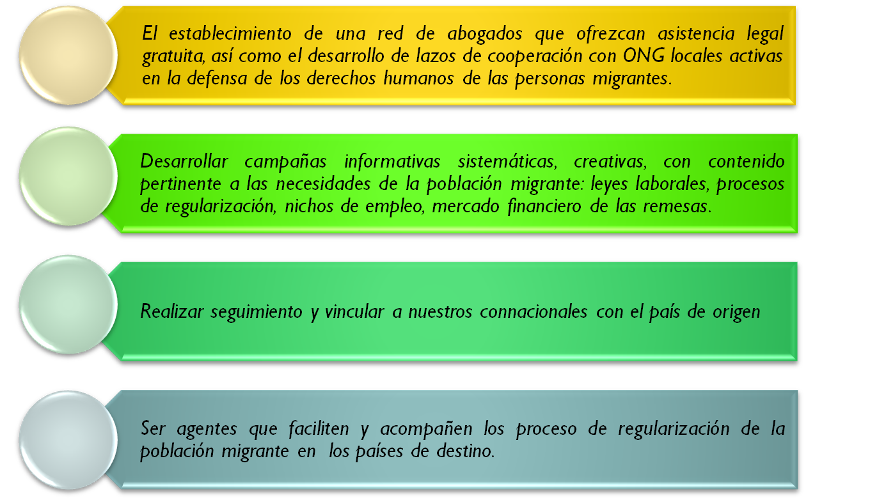 El establecimiento de una red de abogados que ofrezcan asistencia legal
gratuita, así como el desarrollo de lazos de cooperación con ONG locales activas
en la defensa de los derechos humanos de las personas migrantes.
Desarrollar campañas informativas sistemáticas, creativas, con contenido
pertinente a las necesidades de la población migrante: leyes laborales, procesos
de regularización, nichos de empleo, mercado financiero de las remesas.
Realizar seguimiento y vincular a nuestros connacionales con el país de origen
Ser agentes que faciliten y acompañen los proceso de regularización de la
población migrante en los países de destino.